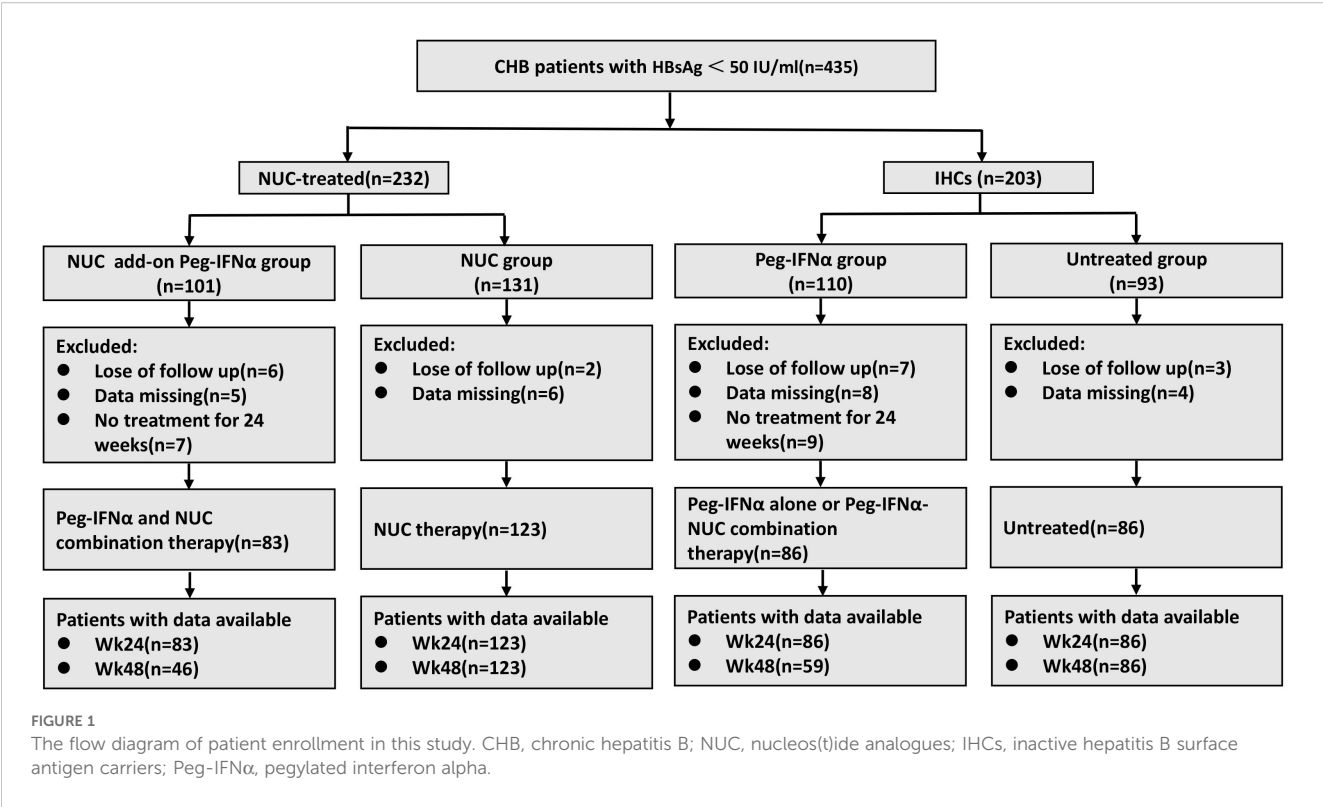 CHB patients with HBsAg < 50 IU/ml(n=435)
NUC-treated(n=232)
IHCs (n=203)
NUC add-on Peg-IFNα group
(n=101)
NUC group
(n=131)
Peg-IFNα group
(n=110)
Untreated group
(n=93)
Excluded:
● Lose of follow up(n=6)
● Data missing(n=5)
● No treatment for 24
weeks(n=7)
Excluded:
● Lose of follow up(n=2)
● Data missing(n=6)
Excluded:
● Lose of follow up(n=7)
● Data missing(n=8)
● No treatment for 24
weeks(n=9)
Excluded:
● Lose of follow up(n=3)
● Data missing(n=4)
Peg-IFNα and NUC
combination therapy(n=83)
NUC therapy(n=123)
Peg-IFNα alone or Peg-IFNα-
NUC combination
therapy(n=86)
Untreated(n=86)
Patients with data available
● Wk24(n=83)
● Wk48(n=46)
Patients with data available
● Wk24(n=123)
● Wk48(n=123)
Patients with data available
● Wk24(n=86)
● Wk48(n=59)
Patients with data available
● Wk24(n=86)
● Wk48(n=86)
FIGURE 1
The flow diagram of patient enrollment in this study. CHB, chronic hepatitis B; NUC, nucleos(t)ide analogues; IHCs, inactive hepatitis B surface
antigen carriers; Peg-IFNα, pegylated interferon alpha.